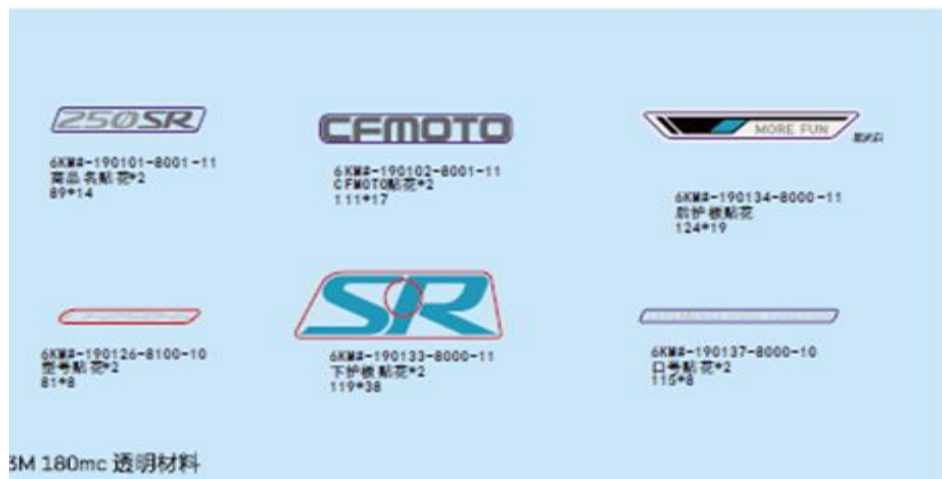 250SR
6KM#-190101-8001-11
商品名贴花*2
89*14
CFMOTO
6KM#-190102-8001-11
CFMOTO贴花*2
111*17
MORE FUN
6KM#-190134-8000-11
后护板贴花
124*19
6KM#-190126-8100-10
型号贴花*2
81*8
SR
6KM#-190133-8000-11
下护板贴花*2
119*38
6KM#-190137-8000-10
口号贴花*2
115*8
3M 180mc 透明材料